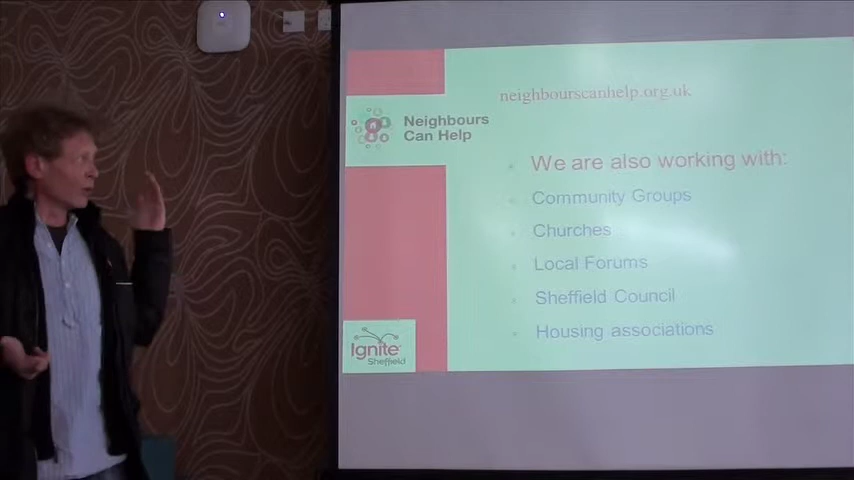 neighbourscanhelp.org.uk
Neighbours
Can Help
We are also working with:
Community Groups
Churches
Local Forums
Sheffield Council
Housing associations
Ignite
Sheffield